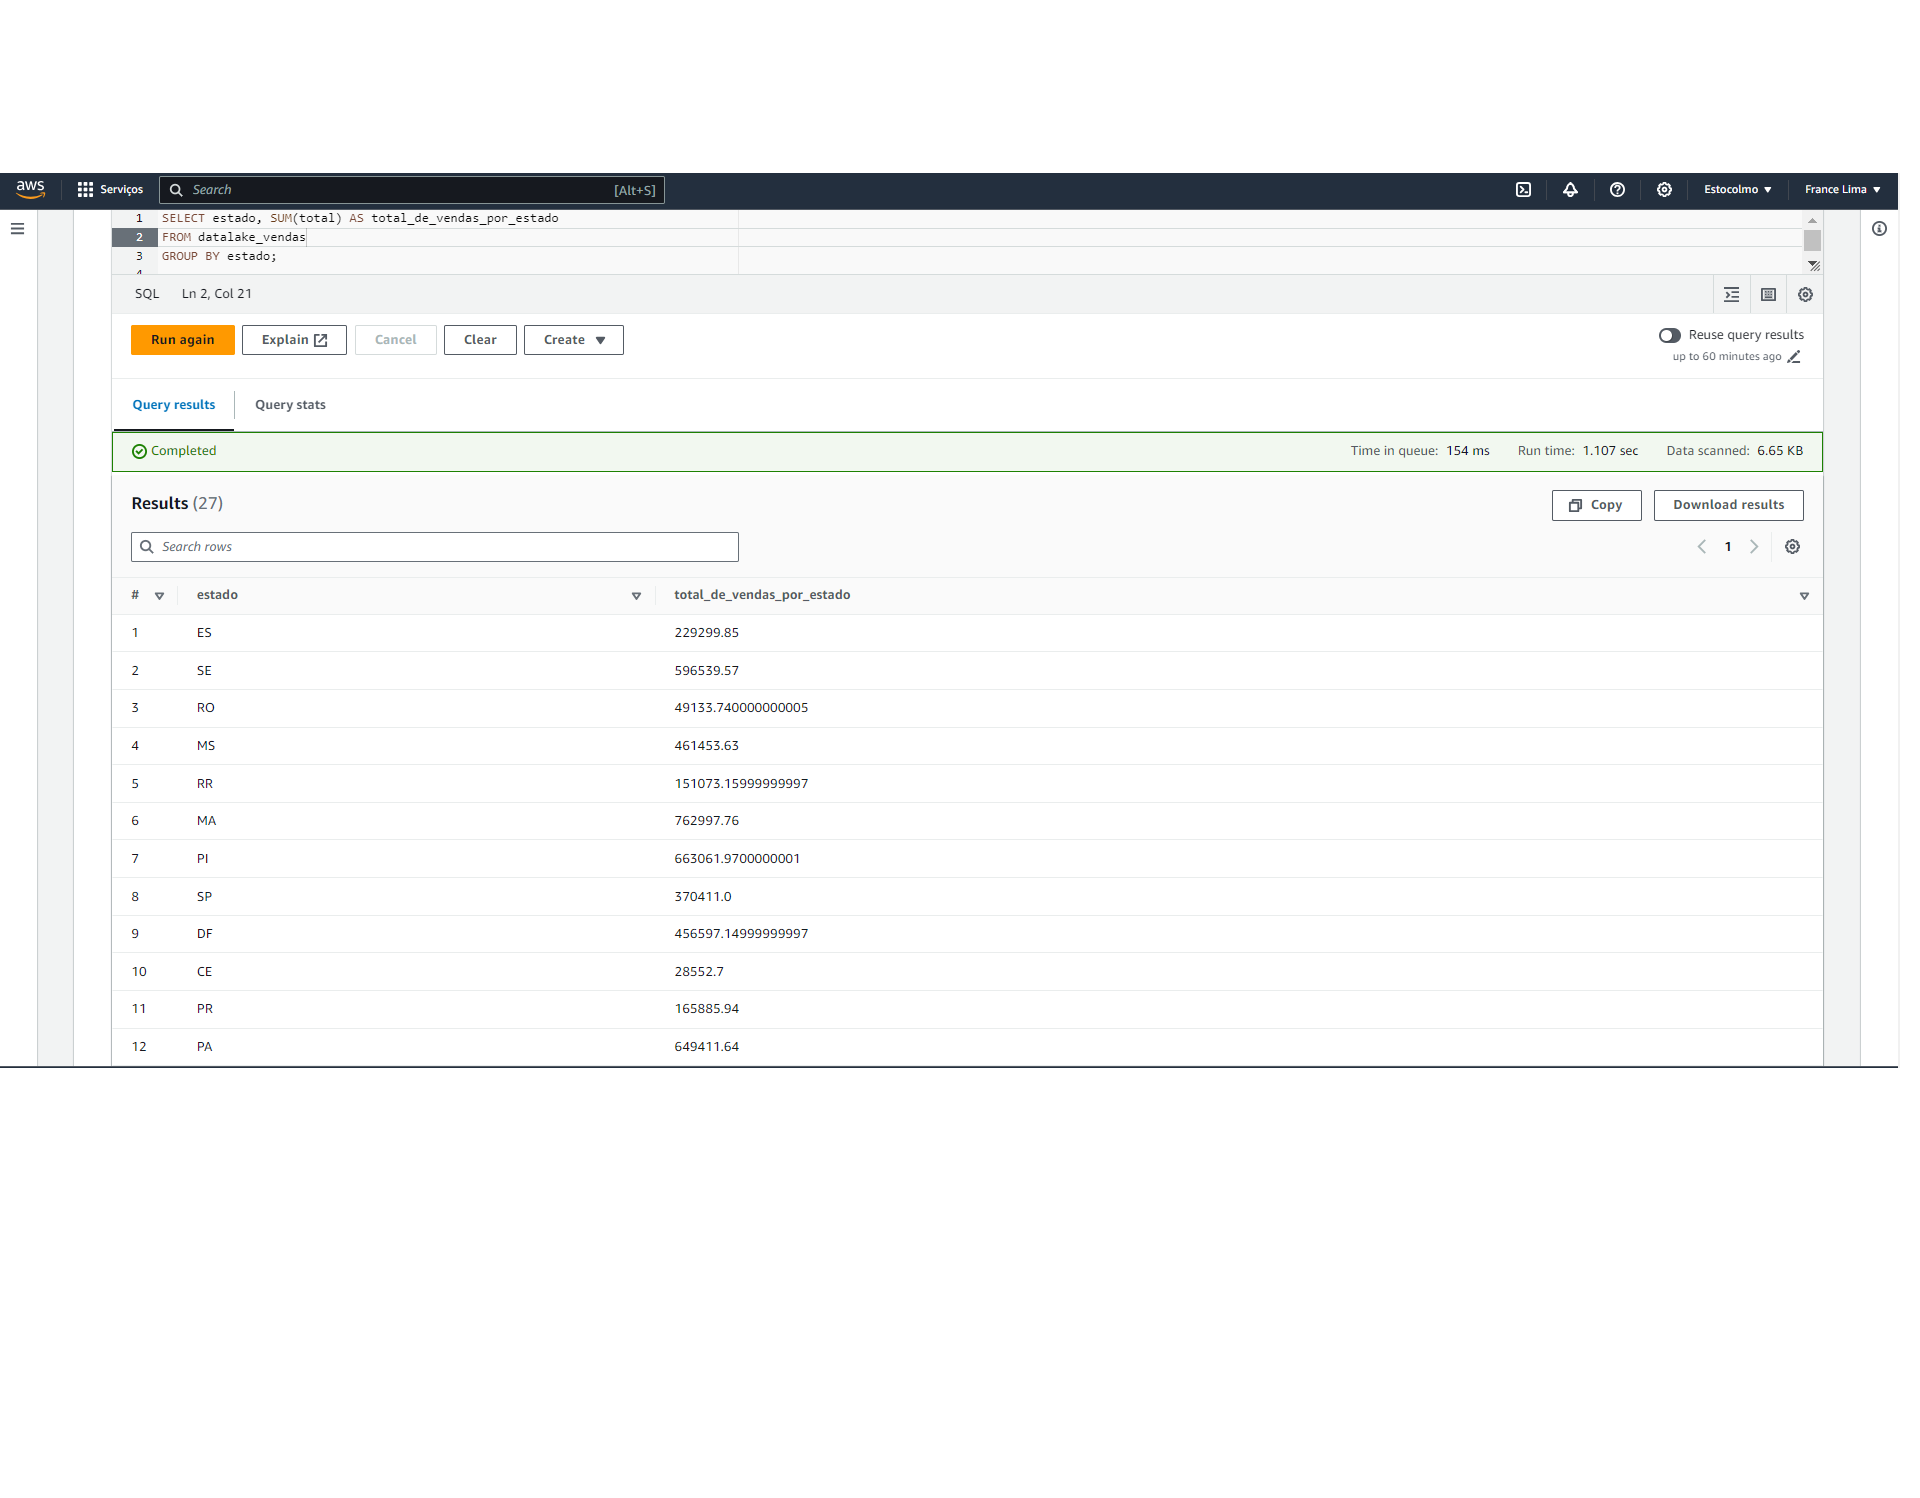 aws Serviços Search [Alt+S] Estocolmo France Lima
1 SELECT estado, SUM(total) AS total_de_vendas_por_estado
2 FROM datalake_vendas
3 GROUP BY estado;
4
SQL Ln 2, Col 21
Run again Explain Cancel Clear Create Reuse query results
up to 60 minutes ago
Query results Query stats
Completed Time in queue: 154 ms Run time: 1.107 sec Data scanned: 6.65 KB
Results (27) Copy Download results
Search rows 1
# estado total_de_vendas_por_estado
1 ES 229299.85
2 SE 596539.57
3 RO 49133.740000000005
4 MS 461453.63
5 RR 151073.15999999997
6 MA 762997.76
7 PI 663061.9700000001
8 SP 370411.0
9 DF 456597.14999999997
10 CE 28552.7
11 PR 165885.94
12 PA 649411.64